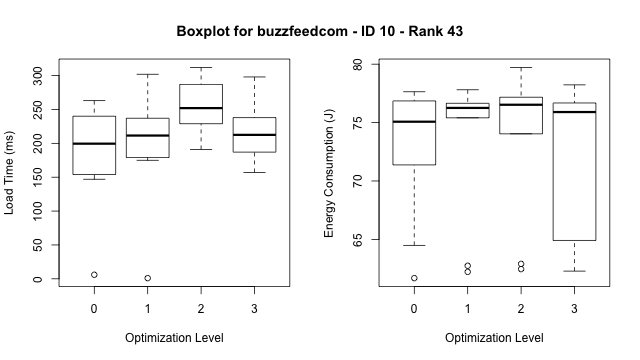 Boxplot for buzzfeedcom - ID 10 - Rank 43
Load Time (ms)
300
250
200
150
100
50
0
0 1 2 3
Optimization Level
Energy Consumption (J)
80
75
70
65
0 1 2 3
Optimization Level